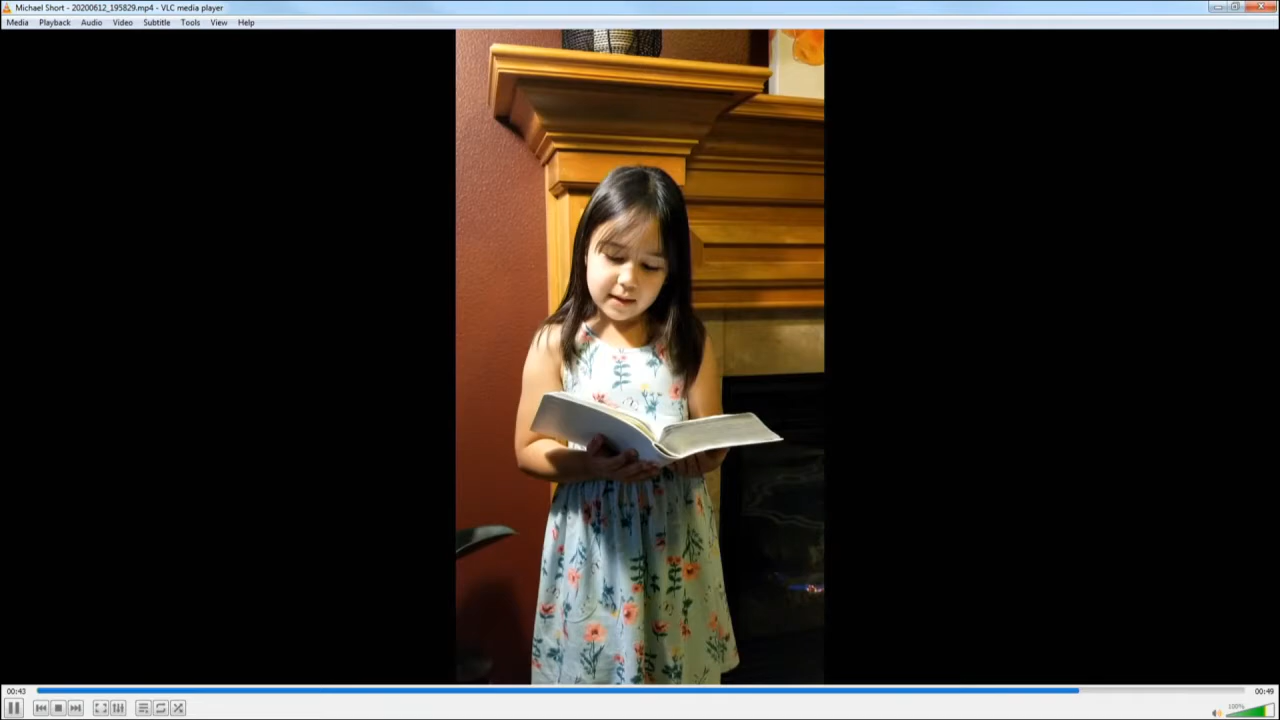 Michael Short - 20200612_195829.mp4 - VLC media player
Media Playback Audio Video Subtitle Tools View Help
00:43
00:49
100%